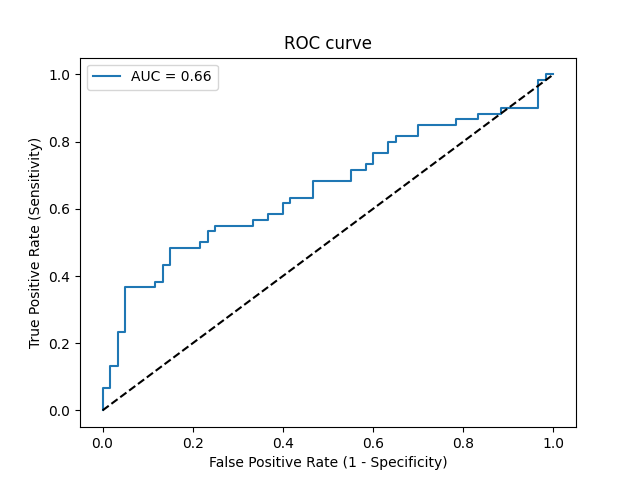 ROC curve
AUC = 0.66
True Positive Rate (Sensitivity)
1.0
0.8
0.6
0.4
0.2
0.0
0.0 0.2 0.4 0.6 0.8 1.0
False Positive Rate (1 - Specificity)